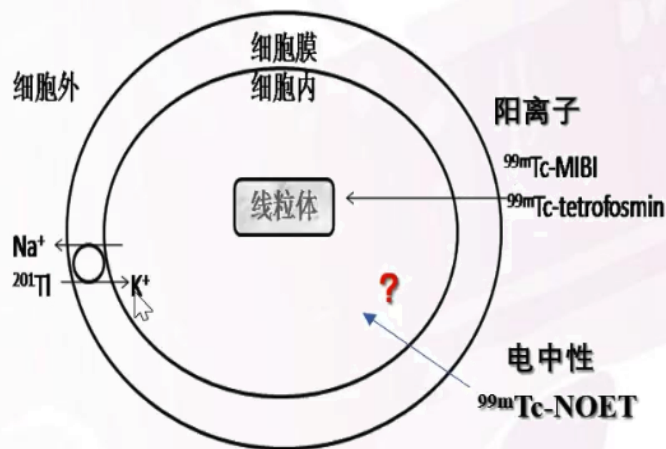 细胞膜
细胞外
细胞内
阳离子
⁹⁹ᵐTc-MIBI
线粒体
⁹⁹ᵐTc-tetrofosmin
Na⁺
²⁰¹Tl
K⁺
?
电中性
⁹⁹ᵐTc-NOET